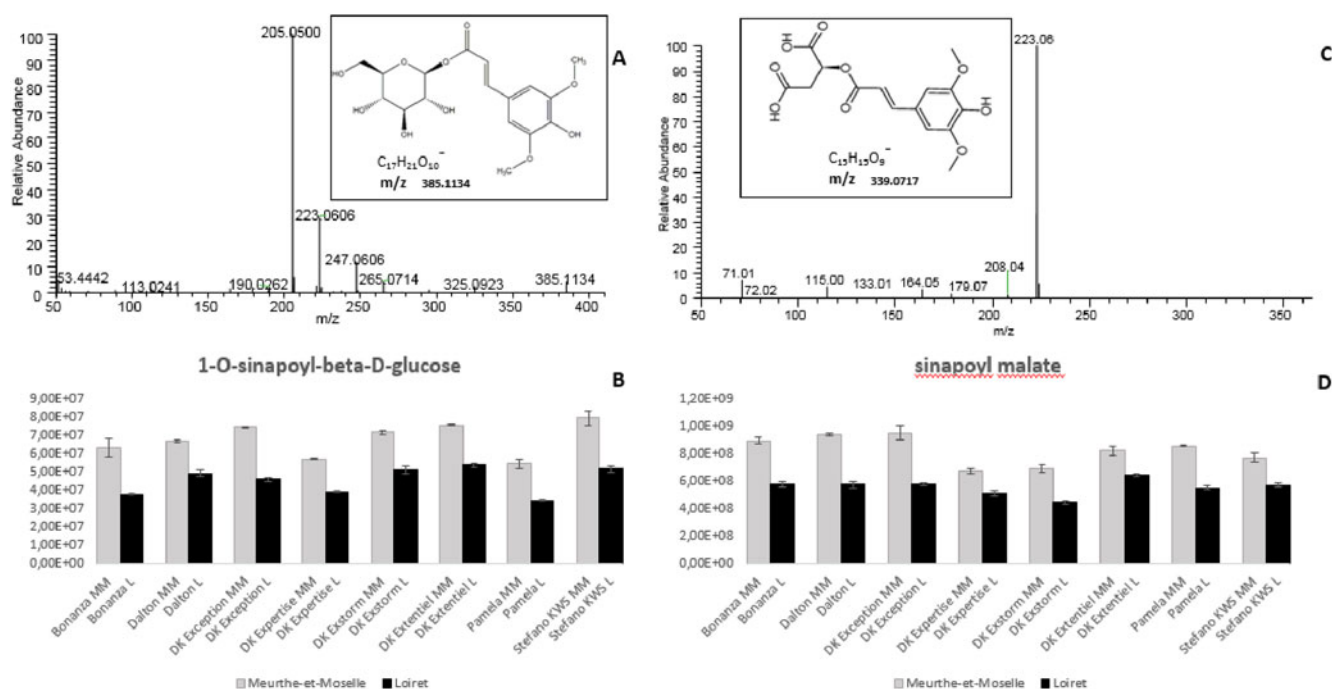 A
205.0500
100
90
80
70
60
50
40
30
20
10
0
Relative Abundance
223.0606
247.0606
53.4442
113.0241
190.0262
265.0714
325.0923
385.1134
50
100
150
200
250
300
350
400
m/z
O
HO
O
O
CH₃
OH
OH
OH
O
OH
H₃C
O
C₁₇H₂₁O₁₀⁻
m/z 385.1134
C
223.06
100
90
80
70
60
50
40
30
20
10
0
Relative Abundance
71.01
72.02
115.00
133.01
164.05
179.07
208.04
50
100
150
200
250
300
350
m/z
OH
O
O
O
HO
O
O
OH
O
C₁₅H₁₅O₉⁻
m/z 339.0717
1-O-sinapoyl-beta-D-glucose
B
9,00E+07
8,00E+07
7,00E+07
6,00E+07
5,00E+07
4,00E+07
3,00E+07
2,00E+07
1,00E+07
0,00E+00
Bonanza MM
Bonanza L
Dalton MM
Dalton L
DK Exception MM
DK Exception L
DK Expertise MM
DK Expertise L
DK Exstorm MM
DK Exstorm L
DK Extentiel MM
DK Extentiel L
Pamela MM
Pamela L
Stefano KWS MM
Stefano KWS L
Meurthe-et-Moselle
Loiret
sinapoyl malate
D
1,20E+09
1,00E+09
8,00E+08
6,00E+08
4,00E+08
2,00E+08
0,00E+00
Bonanza MM
Bonanza L
Dalton MM
Dalton L
DK Exception MM
DK Exception L
DK Expertise MM
DK Expertise L
DK Exstorm MM
DK Exstorm L
DK Extentiel MM
DK Extentiel L
Pamela MM
Pamela L
Stefano KWS MM
Stefano KWS L
Meurthe-et-Moselle
Loiret